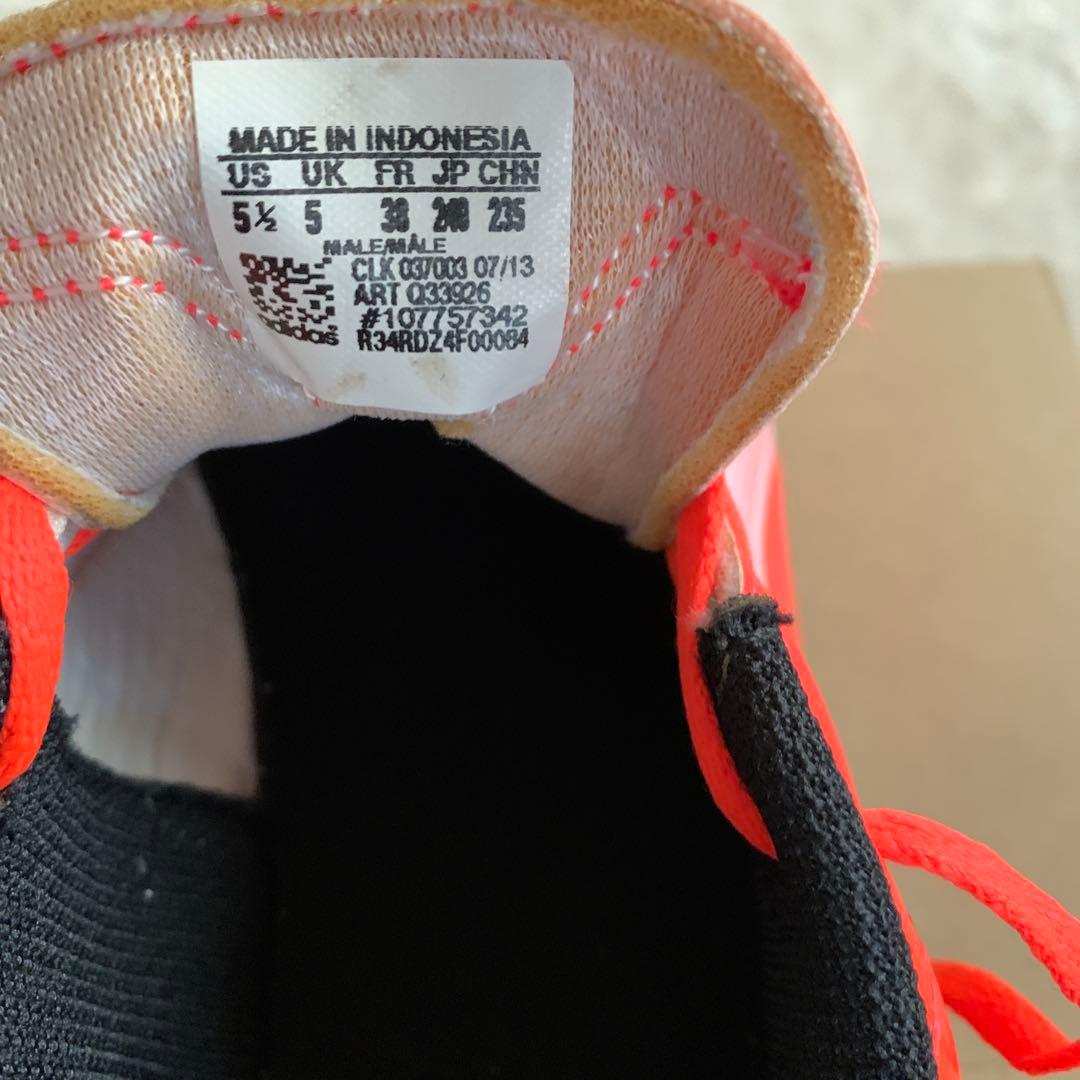 MADE IN INDONESIA
US UK FR JP CHN
5½ 5 38 240 235
MALE/MÂLE
CLK 037003 07/13
ART Q33926
#107757342
R34RDZ4F00084
adidas